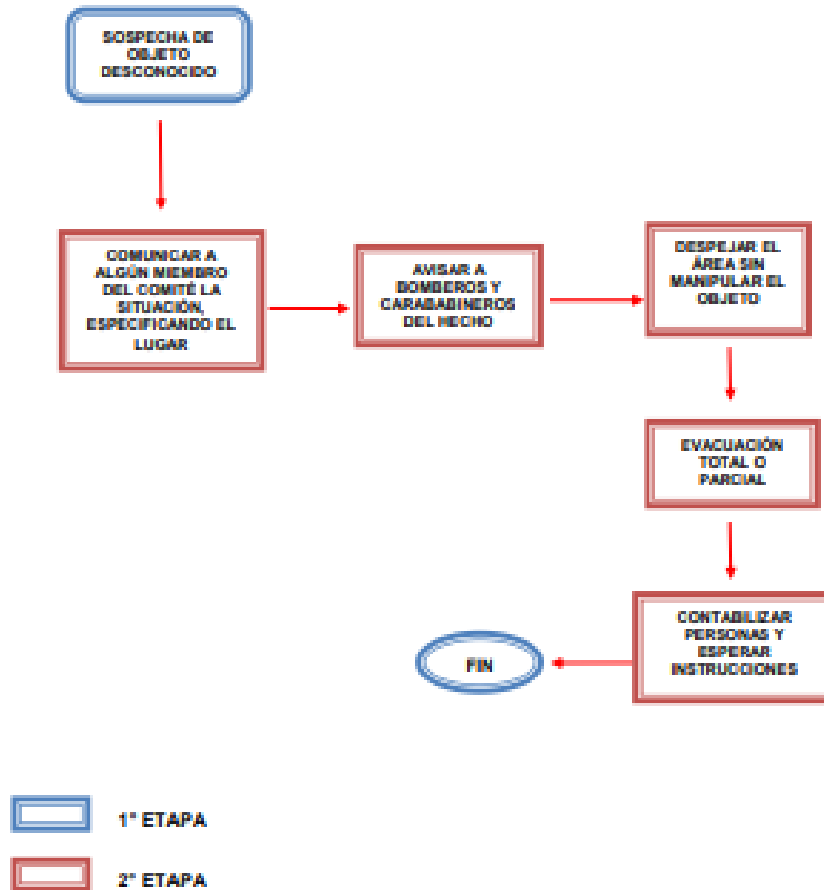 SOSPECHA DE
OBJETO
DESCONOCIDO
COMUNICAR A
ALGÚN MIEMBRO
DEL COMITÉ LA
SITUACIÓN,
ESPECIFICANDO EL
LUGAR
AVISAR A
BOMBEROS Y
CARABABINEROS
DEL HECHO
DESPEJAR EL
ÁREA SIN
MANIPULAR EL
OBJETO
EVACUACIÓN
TOTAL O
PARCIAL
CONTABILIZAR
PERSONAS Y
ESPERAR
INSTRUCCIONES
FIN
1° ETAPA
2° ETAPA